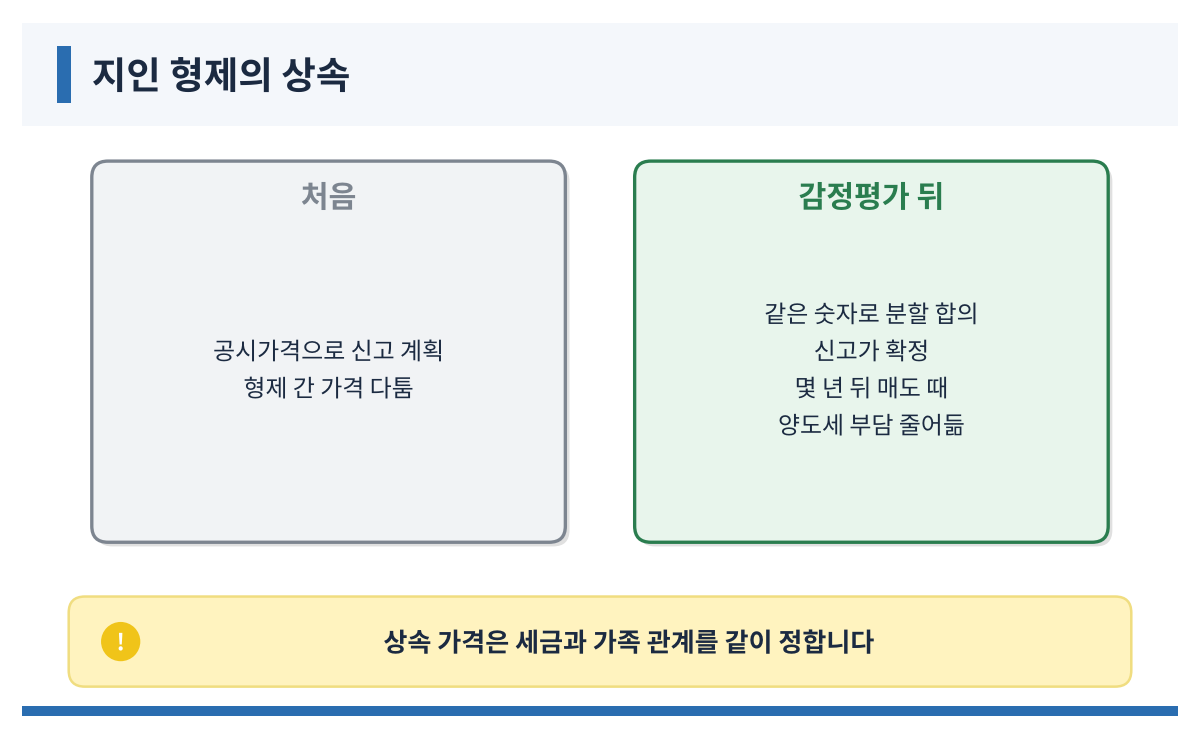 지인 형제의 상속
처음
공시가격으로 신고 계획
형제 간 가격 다툼
감정평가 뒤
같은 숫자로 분할 합의
신고가 확정
몇 년 뒤 매도 때
양도세 부담 줄어듦
!
상속 가격은 세금과 가족 관계를 같이 정합니다